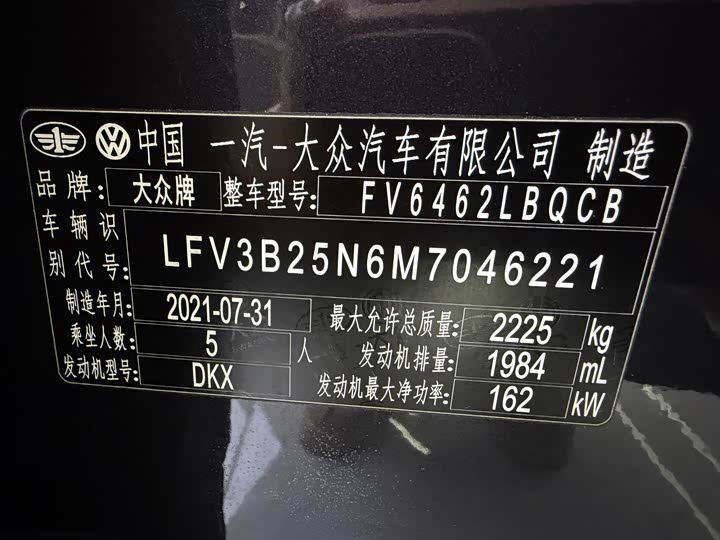 中国 一汽-大众汽车有限公司 制造
品牌: 大众牌 整车型号: FV6462LBQCB
车辆识别代号: LFV3B25N6M7046221
制造年月: 2021-07-31 最大允许总质量: 2225 kg
乘坐人数: 5 人 发动机排量: 1984 mL
发动机型号: DKX 发动机最大净功率: 162 kW